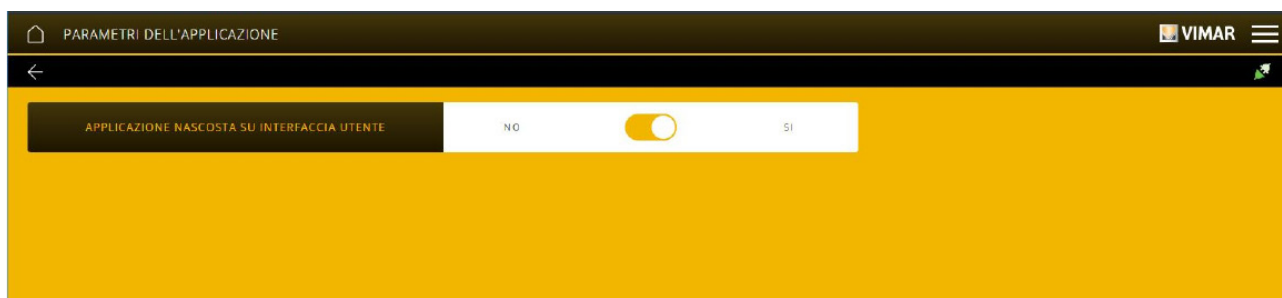 PARAMETRI DELL'APPLICAZIONE
VIMAR
APPLICAZIONE NASCOSTA SU INTERFACCIA UTENTE NO SI